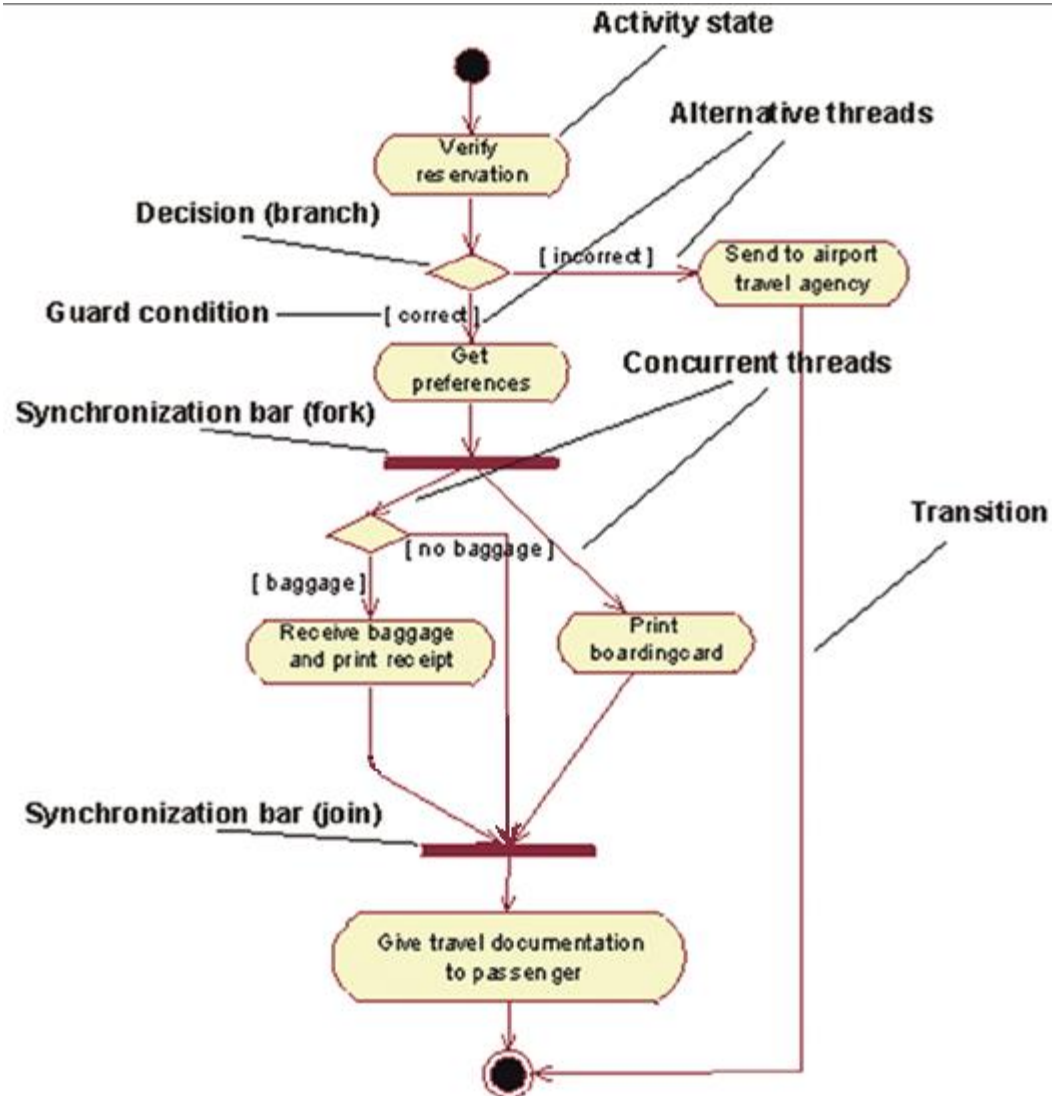 Activity state
Alternative threads
Verify
reservation
Decision (branch)
[ incorrect ]
Send to airport
travel agency
Guard condition
[ correct ]
Get
preferences
Concurrent threads
Synchronization bar (fork)
Transition
[ no baggage ]
[ baggage ]
Receive baggage
and print receipt
Print
boardingcard
Synchronization bar (join)
Give travel documentation
to passenger